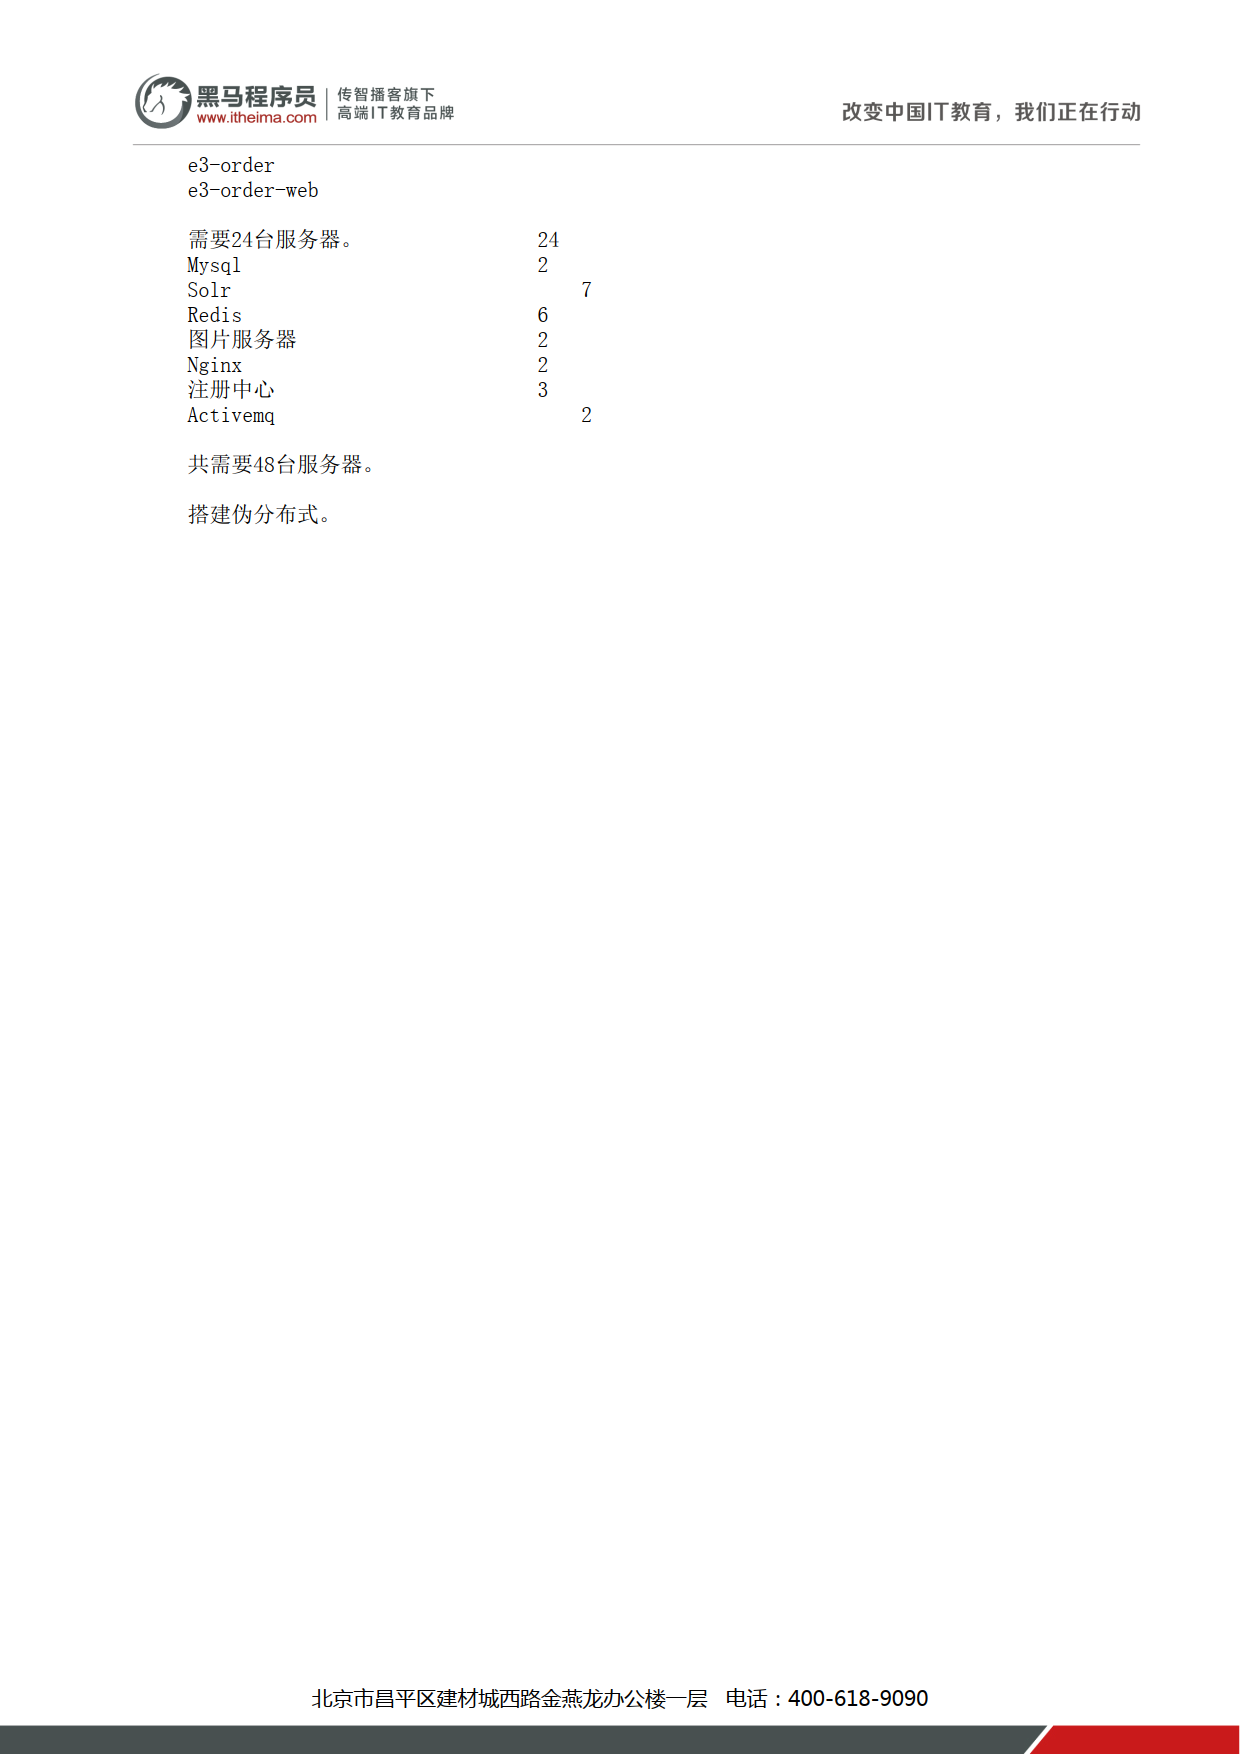 黑马程序员
www.itheima.com
传智播客旗下
高端IT教育品牌
改变中国IT教育，我们正在行动
e3-order
e3-order-web
需要24台服务器。 24
Mysql 2
Solr 7
Redis 6
图片服务器 2
Nginx 2
注册中心 3
Activemq 2
共需要48台服务器。
搭建伪分布式。
北京市昌平区建材城西路金燕龙办公楼一层 电话：400-618-9090